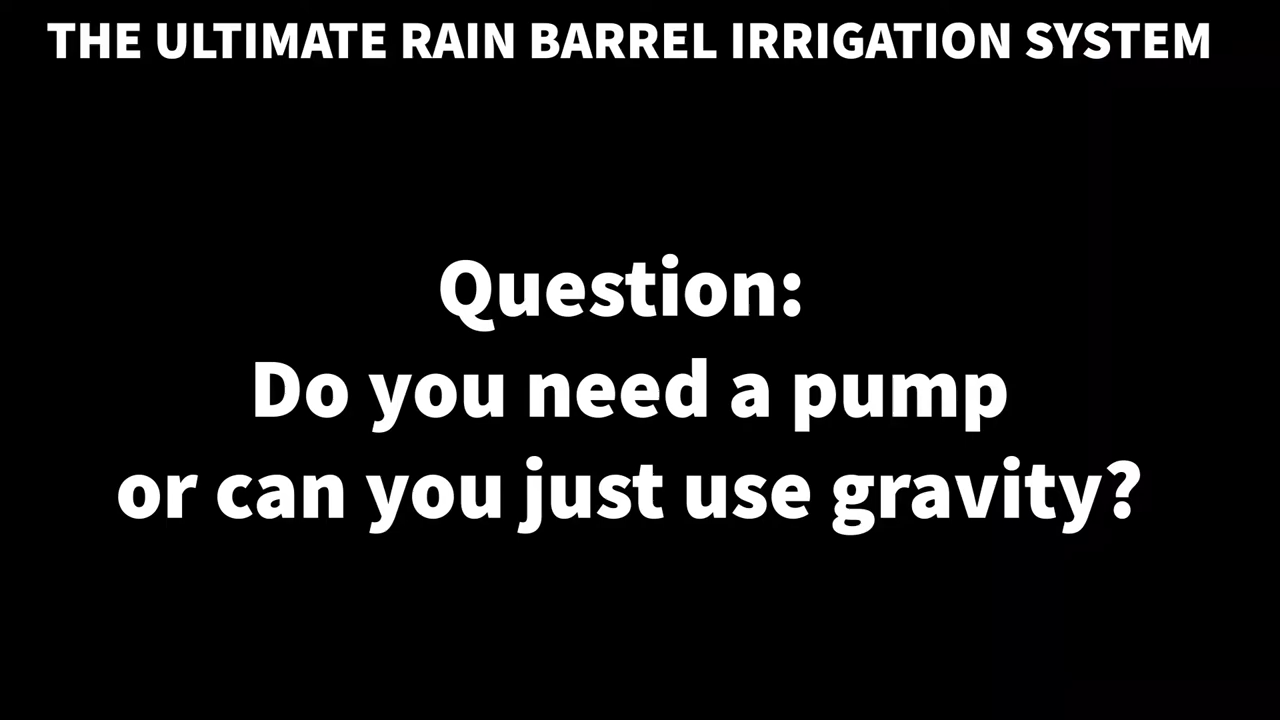 THE ULTIMATE RAIN BARREL IRRIGATION SYSTEM
Question:
Do you need a pump
or can you just use gravity?